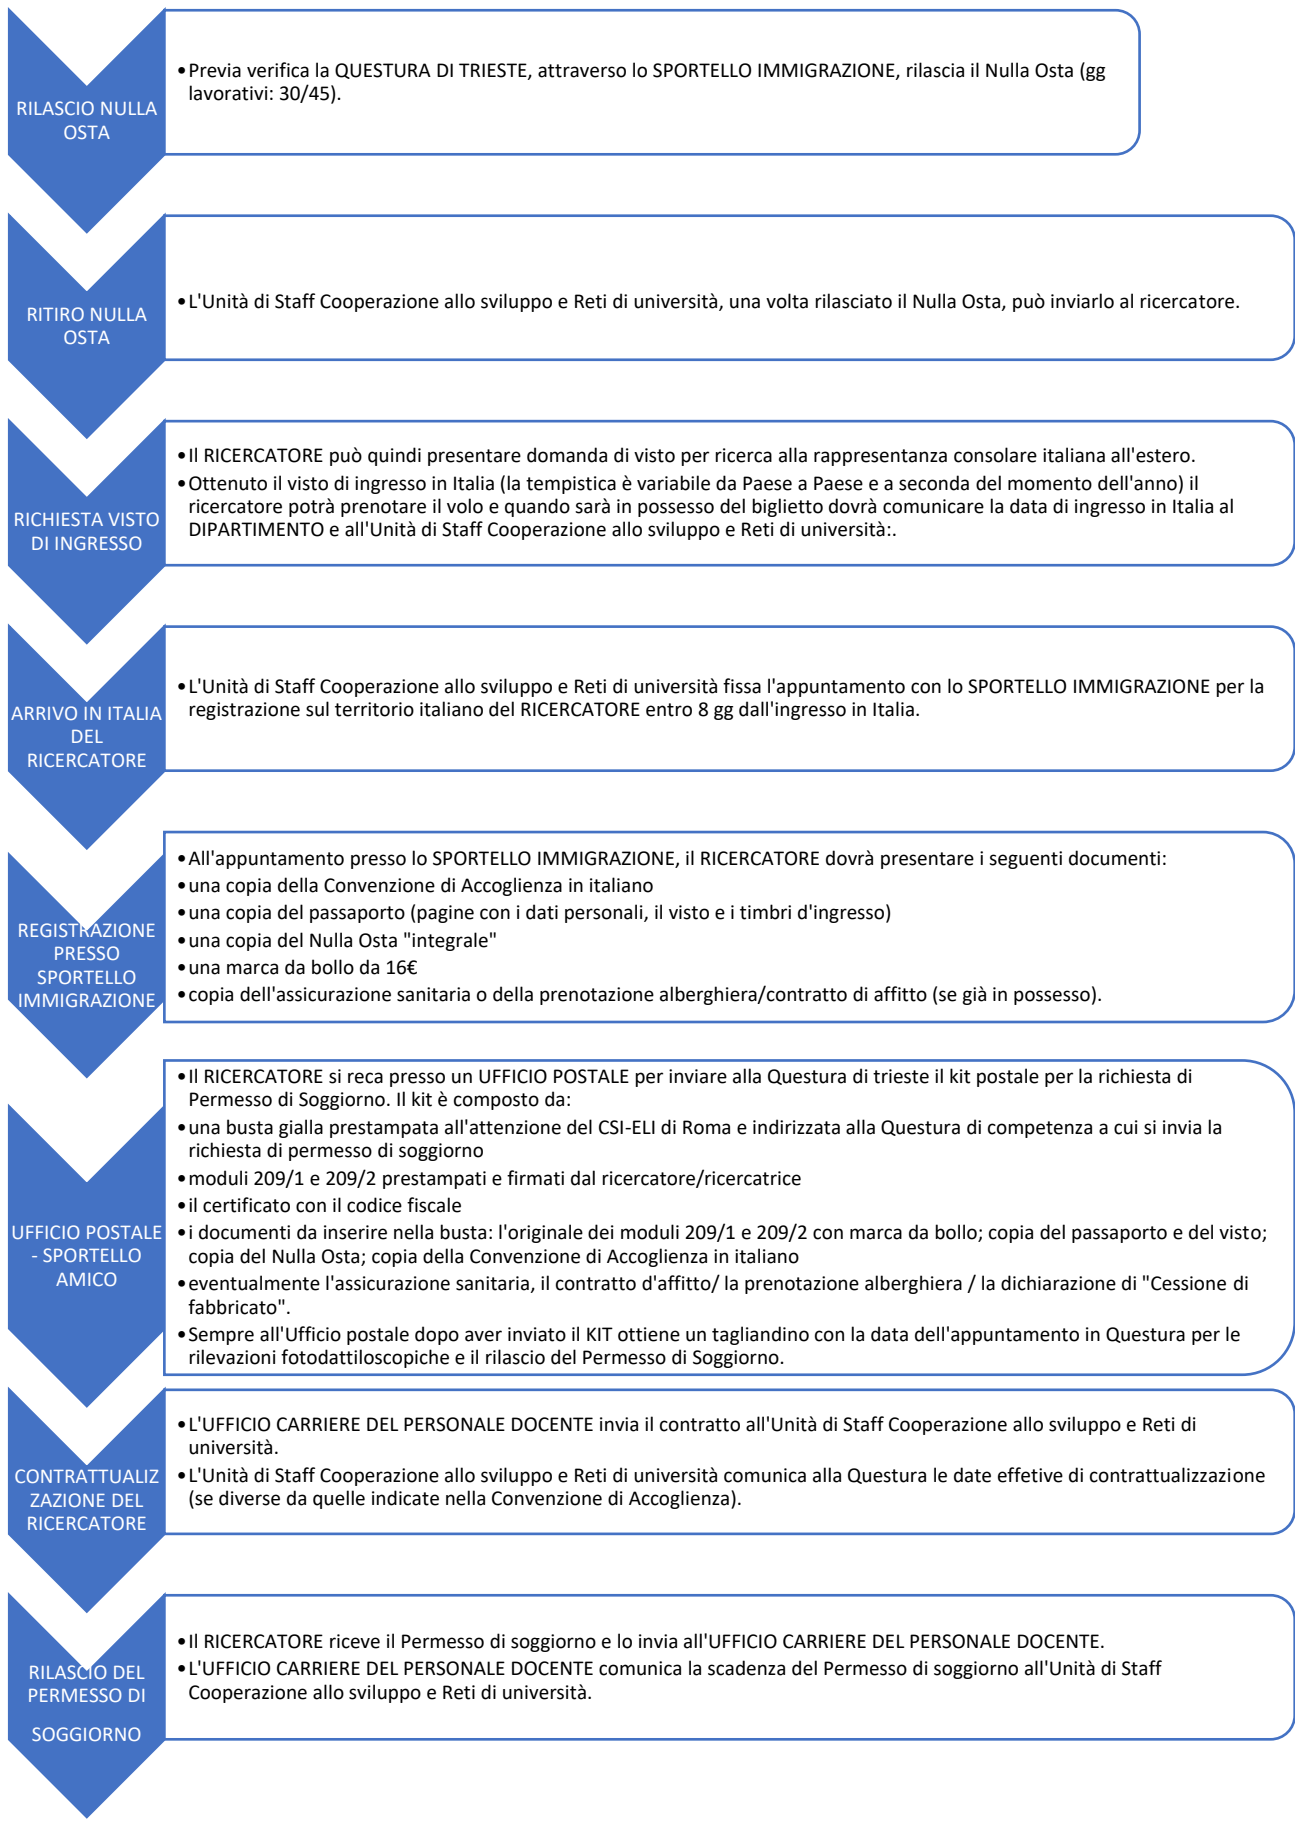 RILASCIO NULLA
OSTA
•Previa verifica la QUESTURA DI TRIESTE, attraverso lo SPORTELLO IMMIGRAZIONE, rilascia il Nulla Osta (gg
lavorativi: 30/45).
RITIRO NULLA
OSTA
•L'Unità di Staff Cooperazione allo sviluppo e Reti di università, una volta rilasciato il Nulla Osta, può inviarlo al ricercatore.
RICHIESTA VISTO
DI INGRESSO
•Il RICERCATORE può quindi presentare domanda di visto per ricerca alla rappresentanza consolare italiana all'estero.
•Ottenuto il visto di ingresso in Italia (la tempistica è variabile da Paese a Paese e a seconda del momento dell'anno) il
ricercatore potrà prenotare il volo e quando sarà in possesso del biglietto dovrà comunicare la data di ingresso in Italia al
DIPARTIMENTO e all'Unità di Staff Cooperazione allo sviluppo e Reti di università:.
ARRIVO IN ITALIA
DEL
RICERCATORE
•L'Unità di Staff Cooperazione allo sviluppo e Reti di università fissa l'appuntamento con lo SPORTELLO IMMIGRAZIONE per la
registrazione sul territorio italiano del RICERCATORE entro 8 gg dall'ingresso in Italia.
REGISTRAZIONE
PRESSO
SPORTELLO
IMMIGRAZIONE
•All'appuntamento presso lo SPORTELLO IMMIGRAZIONE, il RICERCATORE dovrà presentare i seguenti documenti:
•una copia della Convenzione di Accoglienza in italiano
•una copia del passaporto (pagine con i dati personali, il visto e i timbri d'ingresso)
•una copia del Nulla Osta "integrale"
•una marca da bollo da 16€
•copia dell'assicurazione sanitaria o della prenotazione alberghiera/contratto di affitto (se già in possesso).
UFFICIO POSTALE
- SPORTELLO
AMICO
•Il RICERCATORE si reca presso un UFFICIO POSTALE per inviare alla Questura di trieste il kit postale per la richiesta di
Permesso di Soggiorno. Il kit è composto da:
•una busta gialla prestampata all'attenzione del CSI-ELI di Roma e indirizzata alla Questura di competenza a cui si invia la
richiesta di permesso di soggiorno
•moduli 209/1 e 209/2 prestampati e firmati dal ricercatore/ricercatrice
•il certificato con il codice fiscale
•i documenti da inserire nella busta: l'originale dei moduli 209/1 e 209/2 con marca da bollo; copia del passaporto e del visto;
copia del Nulla Osta; copia della Convenzione di Accoglienza in italiano
•eventualmente l'assicurazione sanitaria, il contratto d'affitto/ la prenotazione alberghiera / la dichiarazione di "Cessione di
fabbricato".
•Sempre all'Ufficio postale dopo aver inviato il KIT ottiene un tagliandino con la data dell'appuntamento in Questura per le
rilevazioni fotodattiloscopiche e il rilascio del Permesso di Soggiorno.
CONTRATTUALIZ
ZAZIONE DEL
RICERCATORE
•L'UFFICIO CARRIERE DEL PERSONALE DOCENTE invia il contratto all'Unità di Staff Cooperazione allo sviluppo e Reti di
università.
•L'Unità di Staff Cooperazione allo sviluppo e Reti di università comunica alla Questura le date effetive di contrattualizzazione
(se diverse da quelle indicate nella Convenzione di Accoglienza).
RILASCIO DEL
PERMESSO DI
SOGGIORNO
•Il RICERCATORE riceve il Permesso di soggiorno e lo invia all'UFFICIO CARRIERE DEL PERSONALE DOCENTE.
•L'UFFICIO CARRIERE DEL PERSONALE DOCENTE comunica la scadenza del Permesso di soggiorno all'Unità di Staff
Cooperazione allo sviluppo e Reti di università.